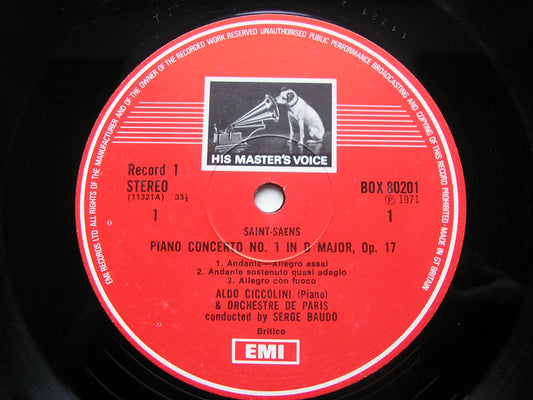 EMI RECORDS LTD ALL RIGHTS OF THE MANUFACTURER AND OF THE OWNER OF THE RECORDED WORK RESERVED UNAUTHORISED PUBLIC PERFORMANCE BROADCASTING AND COPYING OF THIS RECORD PROHIBITED MADE IN GT BRITAIN
HIS MASTER'S VOICE
Record 1
STEREO
(11321A) 33⅓
1
BOX 80201
Ⓟ 1971
1
SAINT-SAENS
PIANO CONCERTO NO. 1 IN D MAJOR, Op. 17
1. Andante—Allegro assai
2. Andante sostenuto quasi adagio
3. Allegro con fuoco
ALDO CICCOLINI (Piano)
& ORCHESTRE DE PARIS
conducted by SERGE BAUDO
Britico
EMI